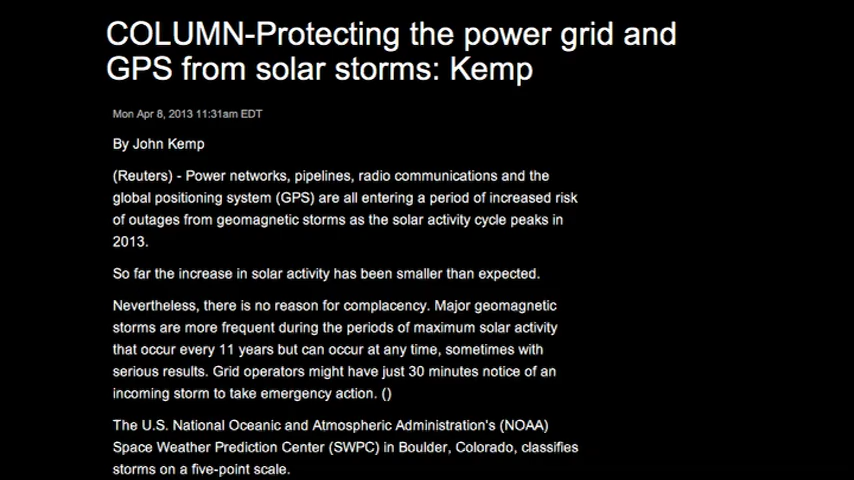 COLUMN-Protecting the power grid and
GPS from solar storms: Kemp
Mon Apr 8, 2013 11:31am EDT
By John Kemp
(Reuters) - Power networks, pipelines, radio communications and the
global positioning system (GPS) are all entering a period of increased risk
of outages from geomagnetic storms as the solar activity cycle peaks in
2013.
So far the increase in solar activity has been smaller than expected.
Nevertheless, there is no reason for complacency. Major geomagnetic
storms are more frequent during the periods of maximum solar activity
that occur every 11 years but can occur at any time, sometimes with
serious results. Grid operators might have just 30 minutes notice of an
incoming storm to take emergency action. ()
The U.S. National Oceanic and Atmospheric Administration's (NOAA)
Space Weather Prediction Center (SWPC) in Boulder, Colorado, classifies
storms on a five-point scale.